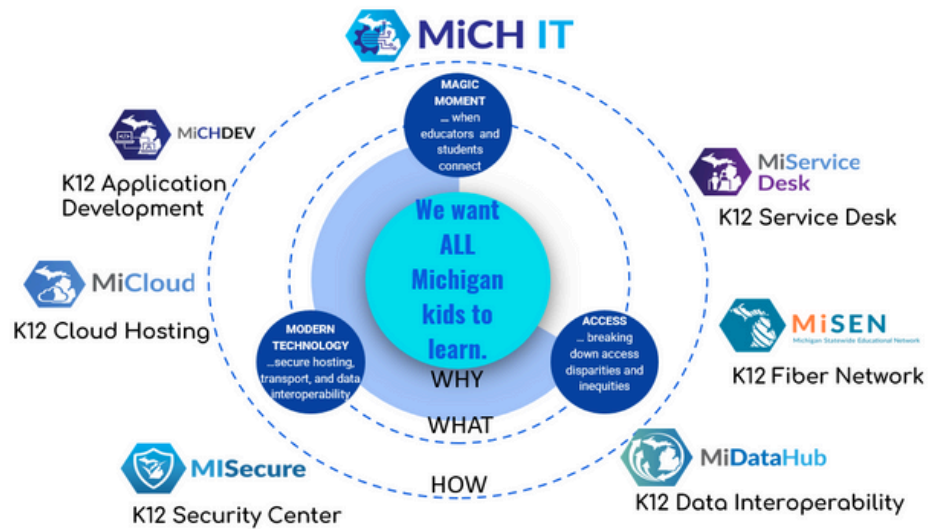 MiCH IT
MAGIC
MOMENT
... when
educators and
students
connect
MiCHDEV
K12 Application
Development
MiService
Desk
K12 Service Desk
We want
ALL
Michigan
kids to
learn.
MiCloud
K12 Cloud Hosting
MODERN
TECHNOLOGY
...secure hosting,
transport, and data
interoperability
ACCESS
... breaking
down access
disparities and
inequities
MiSEN
Michigan Statewide Educational Network
K12 Fiber Network
WHY
WHAT
HOW
MISecure
K12 Security Center
MiDataHub
K12 Data Interoperability